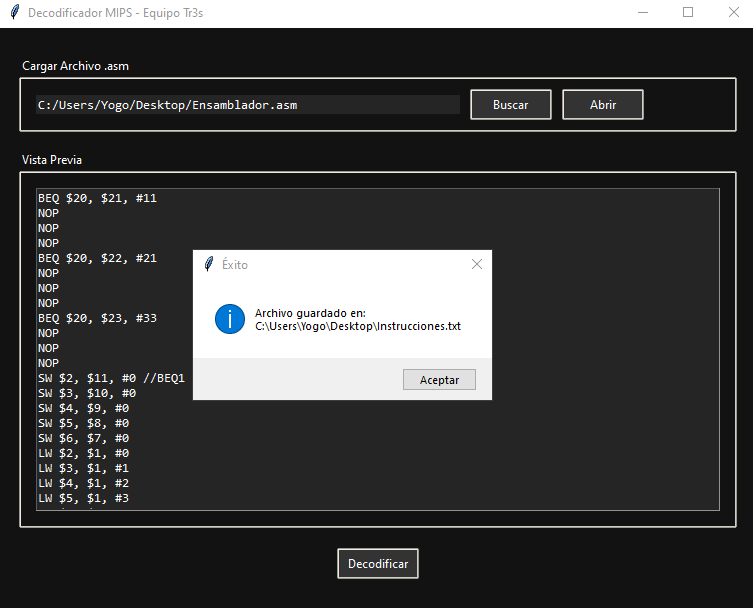 Decodificador MIPS - Equipo Tr3s
Cargar Archivo .asm
C:/Users/Yogo/Desktop/Ensamblador.asm
Buscar
Abrir
Vista Previa
BEQ $20, $21, #11
NOP
NOP
NOP
BEQ $20, $22, #21
NOP
NOP
NOP
BEQ $20, $23, #33
NOP
NOP
NOP
SW $2, $11, #0 //BEQ1
SW $3, $10, #0
SW $4, $9, #0
SW $5, $8, #0
SW $6, $7, #0
LW $2, $1, #0
LW $3, $1, #1
LW $4, $1, #2
LW $5, $1, #3
Éxito
Archivo guardado en:
C:\Users\Yogo\Desktop\Instrucciones.txt
Aceptar
Decodificar